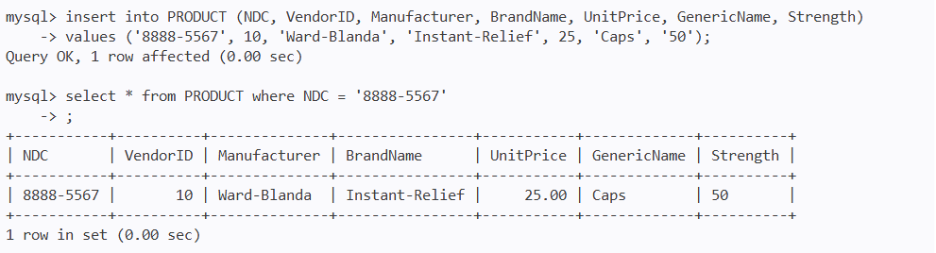 mysql> insert into PRODUCT (NDC, VendorID, Manufacturer, BrandName, UnitPrice, GenericName, Strength)
    -> values ('8888-5567', 10, 'Ward-Blanda', 'Instant-Relief', 25, 'Caps', '50');
Query OK, 1 row affected (0.00 sec)

mysql> select * from PRODUCT where NDC = '8888-5567'
    -> ;
+-----------+----------+--------------+----------------+-----------+-------------+----------+
| NDC       | VendorID | Manufacturer | BrandName      | UnitPrice | GenericName | Strength |
+-----------+----------+--------------+----------------+-----------+-------------+----------+
| 8888-5567 |       10 | Ward-Blanda  | Instant-Relief |     25.00 | Caps        | 50       |
+-----------+----------+--------------+----------------+-----------+-------------+----------+
1 row in set (0.00 sec)